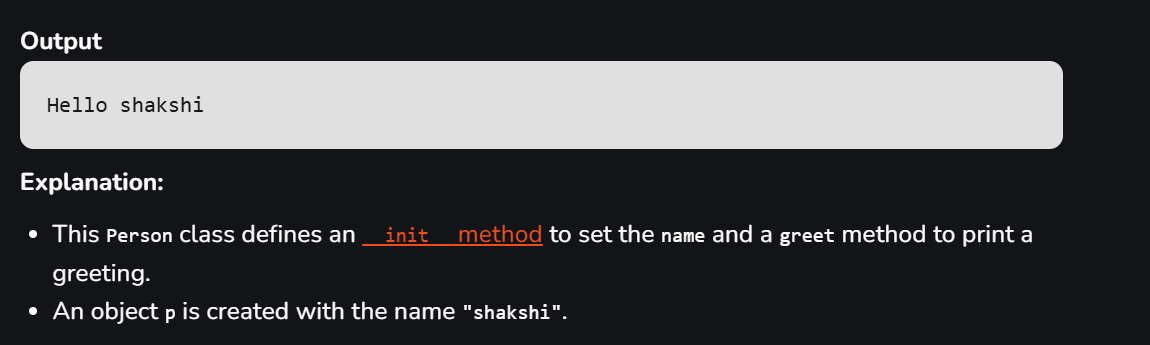 Output
Hello shakshi
Explanation:
• This Person class defines an __init__ method to set the name and a greet method to print a
greeting.
• An object p is created with the name "shakshi".